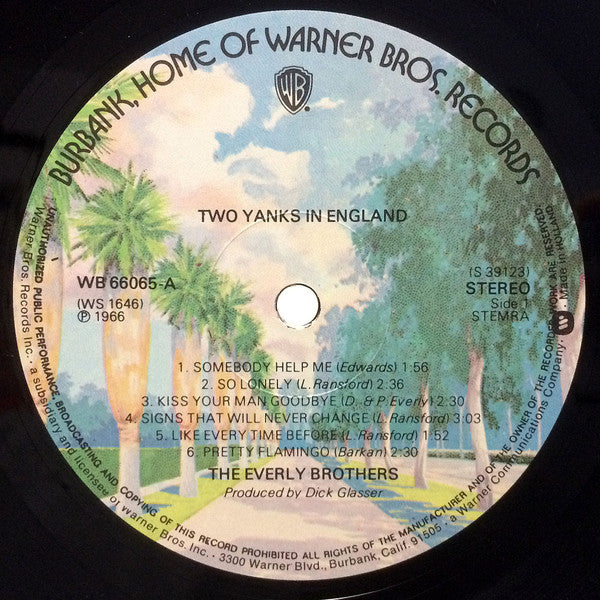 BURBANK, HOME OF WARNER BROS. RECORDS
WB
®
TWO YANKS IN ENGLAND
WB 66065-A
(WS 1646)
℗ 1966
(S 39123)
STEREO
Side 1
STEMRA
1. SOMEBODY HELP ME (Edwards) 1:56
2. SO LONELY (L. Ransford) 2:36
3. KISS YOUR MAN GOODBYE (D. & P. Everly) 2:30
4. SIGNS THAT WILL NEVER CHANGE (L. Ransford) 3:03
5. LIKE EVERY TIME BEFORE (L. Ransford) 1:52
6. PRETTY FLAMINGO (Barkan) 2:30
THE EVERLY BROTHERS
Produced by Dick Glasser
UNAUTHORIZED PUBLIC PERFORMANCE, BROADCASTING AND COPYING OF THIS RECORD PROHIBITED ALL RIGHTS OF THE MANUFACTURER AND OF THE OWNER OF THE RECORDED WORK ARE RESERVED.
Warner Bros. Records Inc. • a subsidiary and licensee of Warner Bros. Inc. • 3300 Warner Blvd., Burbank, Calif. 91505 • a Warner Communications Company. Made in Holland